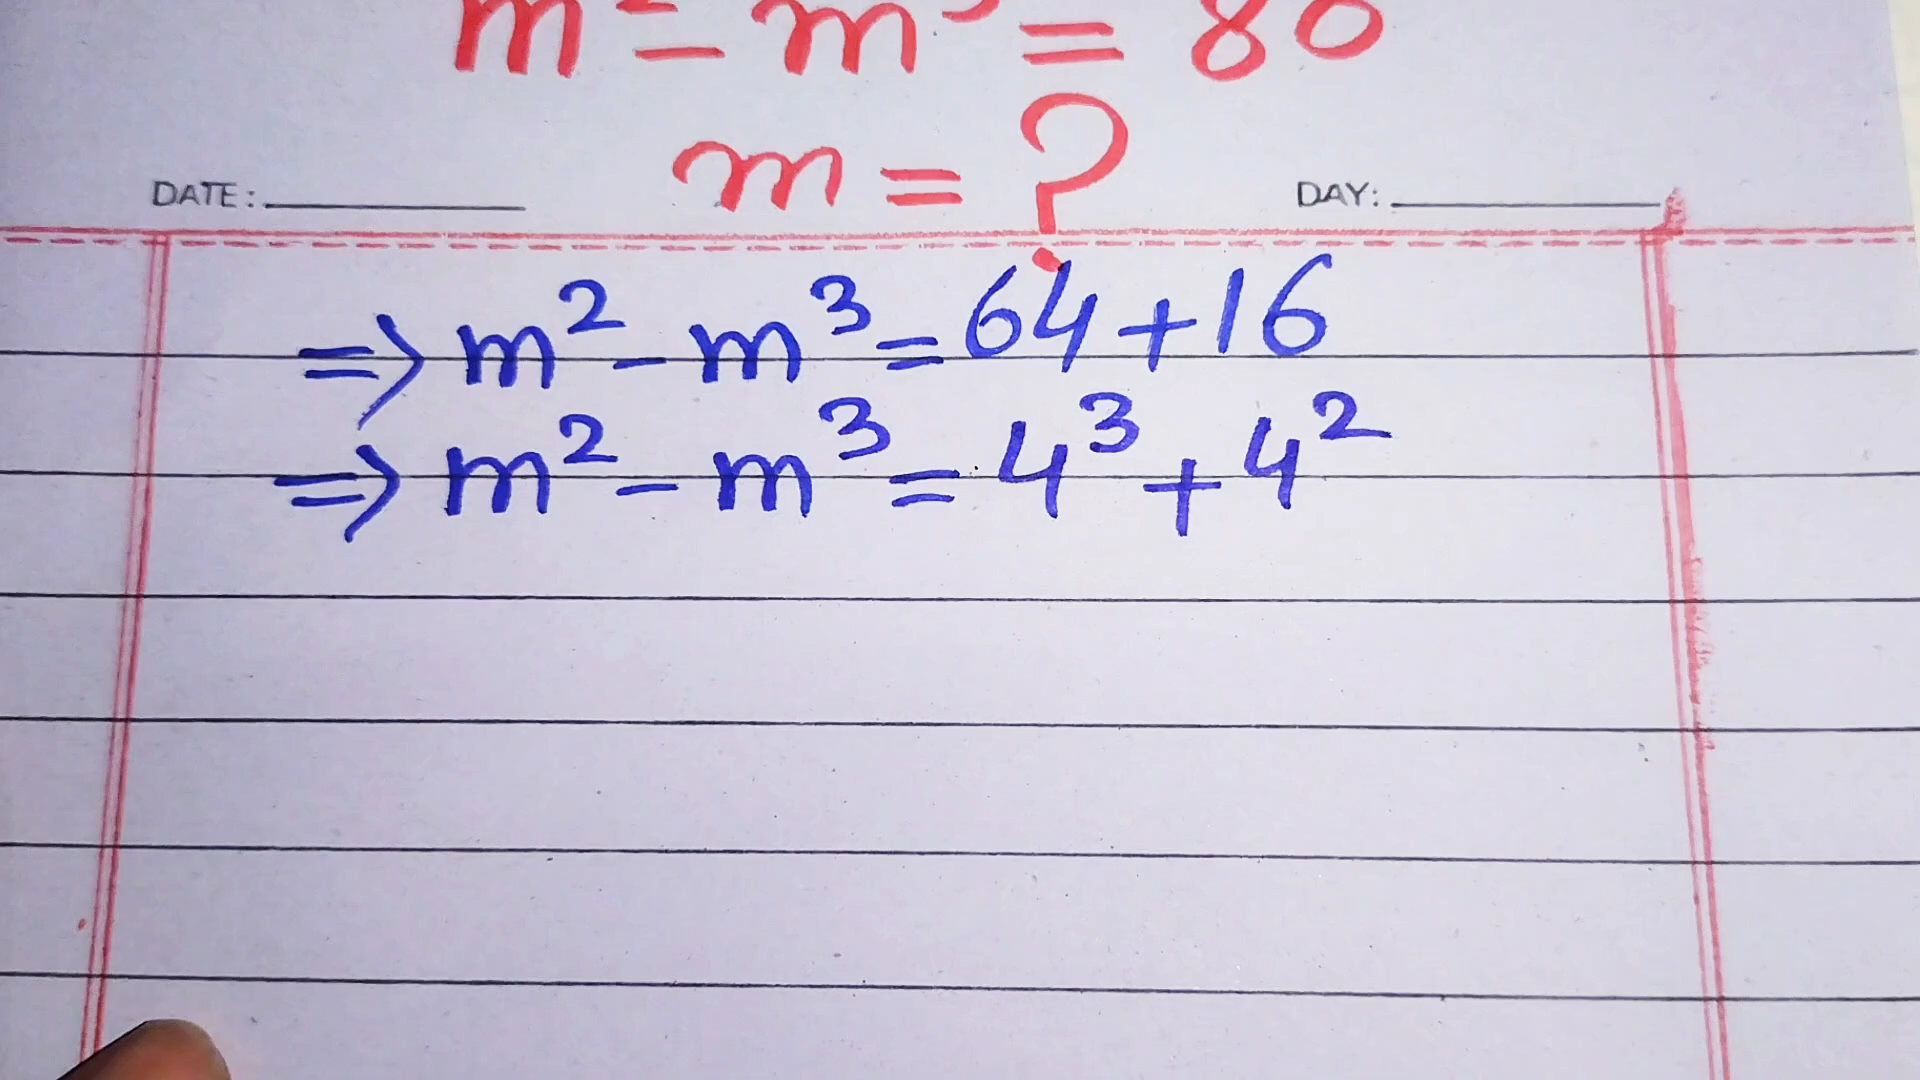 m² - m³ = 80
m = ?
DATE: DAY:
⇒ m² - m³ = 64 + 16
⇒ m² - m³ = 4³ + 4²